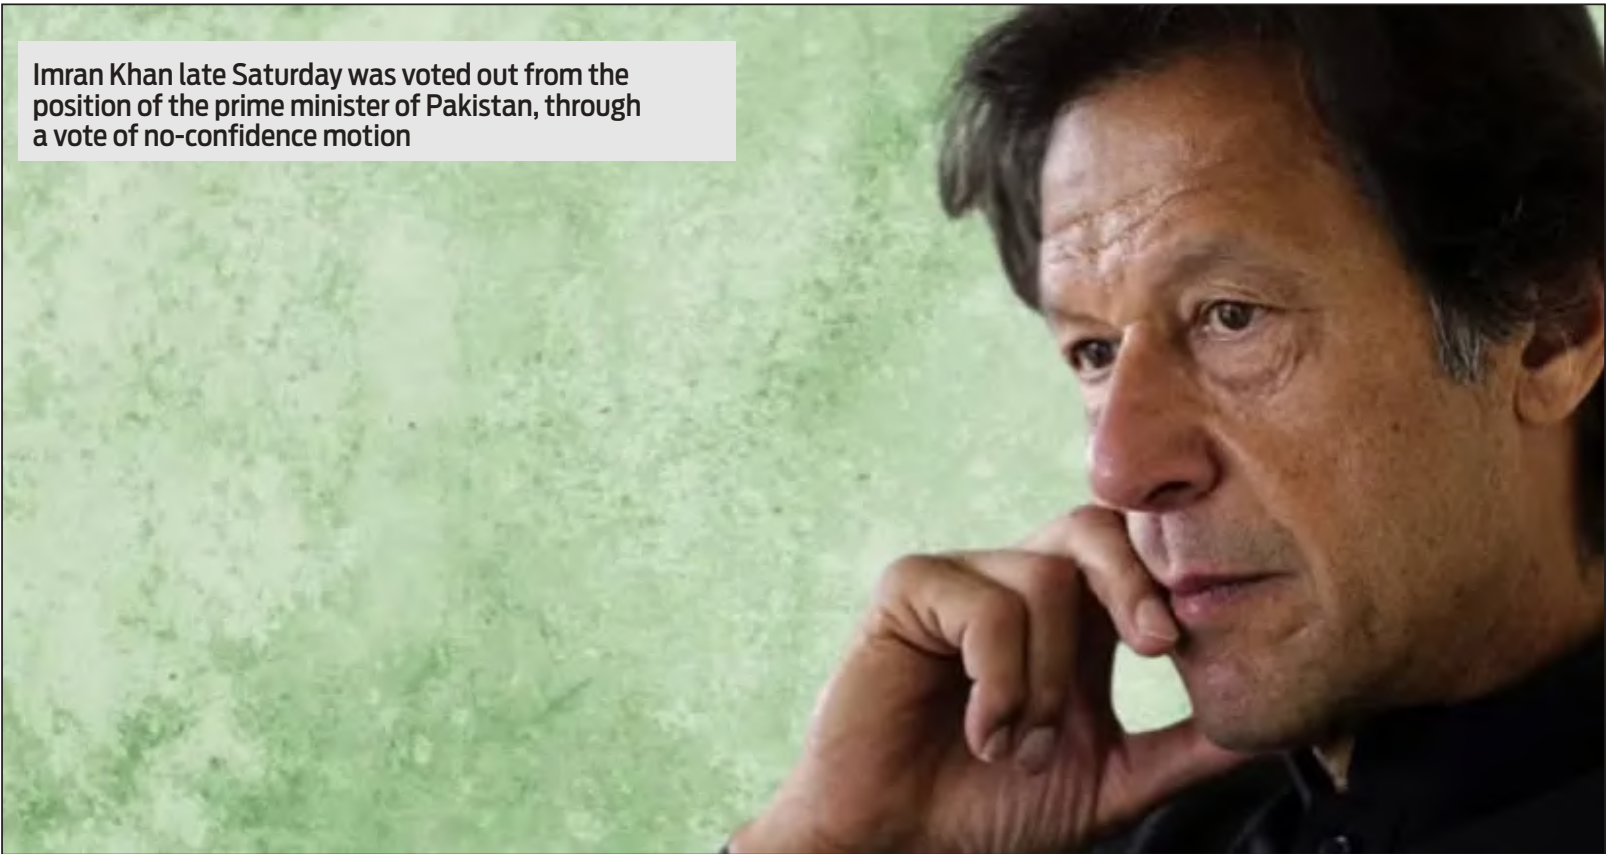 Imran Khan late Saturday was voted out from the
position of the prime minister of Pakistan, through
a vote of no-confidence motion